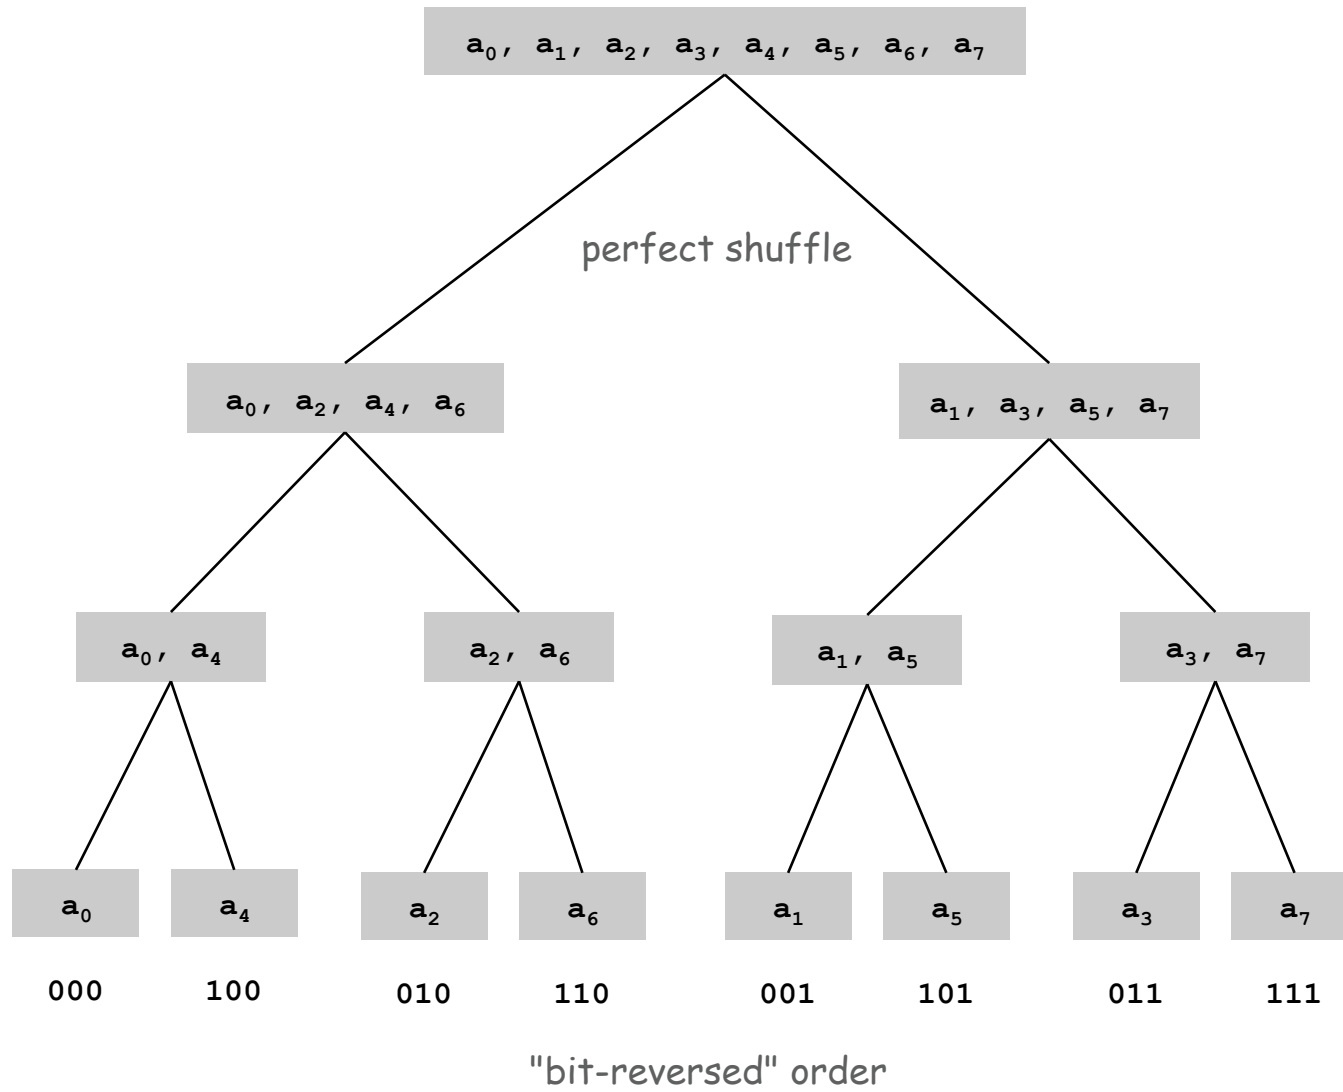 a₀, a₁, a₂, a₃, a₄, a₅, a₆, a₇
perfect shuffle
a₀, a₂, a₄, a₆
a₁, a₃, a₅, a₇
a₀, a₄
a₂, a₆
a₁, a₅
a₃, a₇
a₀
a₄
a₂
a₆
a₁
a₅
a₃
a₇
000
100
010
110
001
101
011
111
"bit-reversed" order